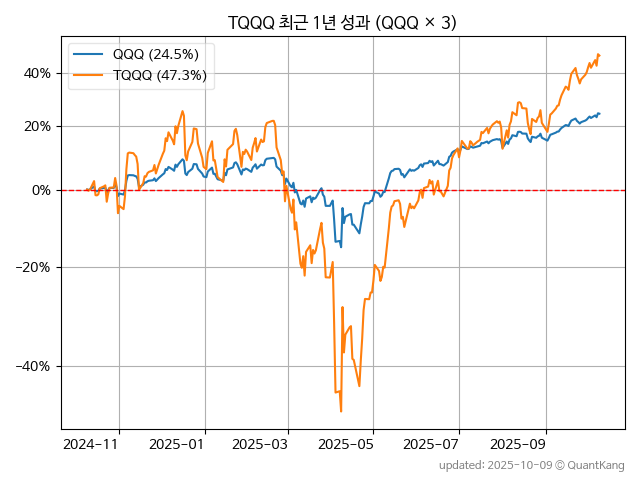 TQQQ 최근 1년 성과 (QQQ × 3)
QQQ (24.5%)
TQQQ (47.3%)
40%
20%
0%
−20%
−40%
2024-11
2025-01
2025-03
2025-05
2025-07
2025-09
updated: 2025-10-09 © QuantKang